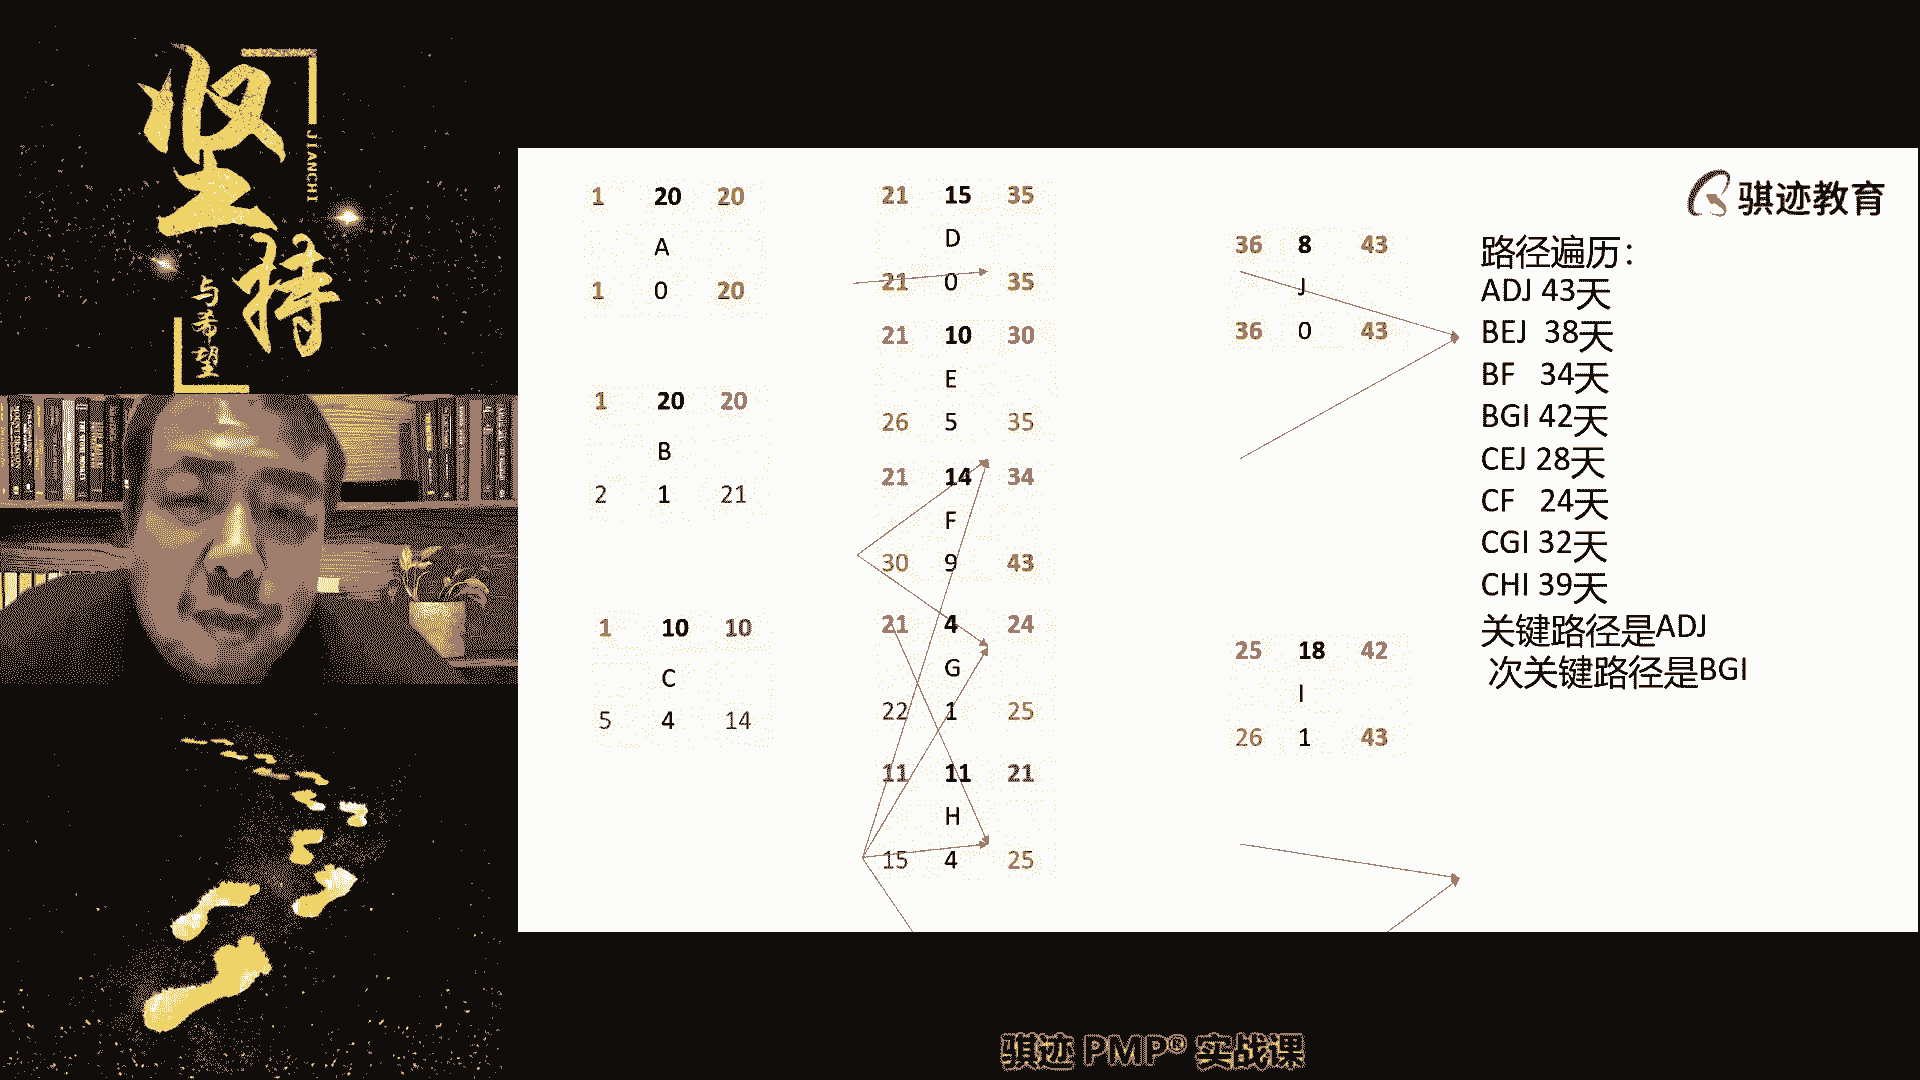 坚持
JIANCHI
与希望
骐迹教育
1 20 20
A
1 0 20
1 20 20
B
2 1 21
1 10 10
C
5 4 14
21 15 35
D
21 0 35
21 10 30
E
26 5 35
21 14 34
F
30 9 43
21 4 24
G
22 1 25
11 11 21
H
15 4 25
36 8 43
J
36 0 43
25 18 42
I
26 1 43
路径遍历：
ADJ 43天
BEJ 38天
BF 34天
BGI 42天
CEJ 28天
CF 24天
CGI 32天
CHI 39天
关键路径是ADJ
次关键路径是BGI
骐迹 PMP® 实战课